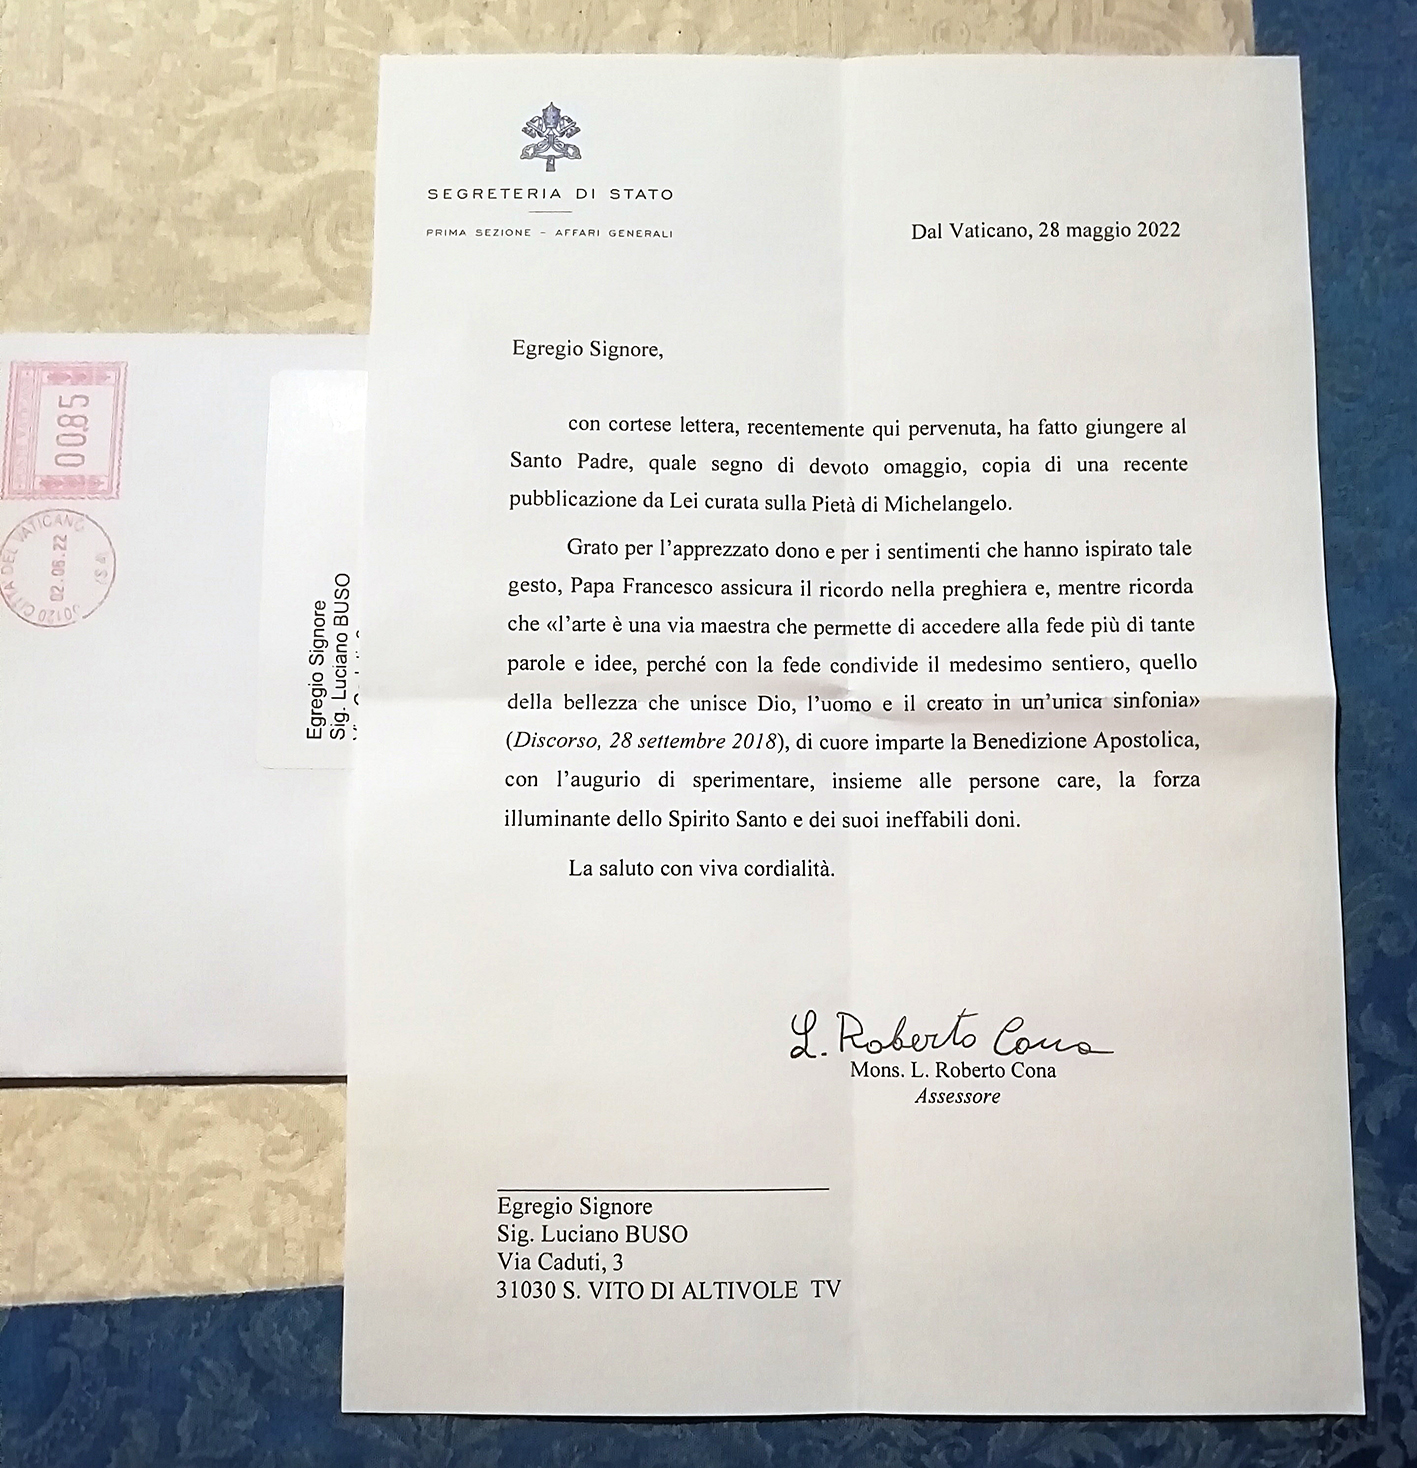 SEGRETERIA DI STATO
PRIMA SEZIONE – AFFARI GENERALI
Dal Vaticano, 28 maggio 2022
Egregio Signore,
con cortese lettera, recentemente qui pervenuta, ha fatto giungere al
Santo Padre, quale segno di devoto omaggio, copia di una recente
pubblicazione da Lei curata sulla Pietà di Michelangelo.
Grato per l’apprezzato dono e per i sentimenti che hanno ispirato tale
gesto, Papa Francesco assicura il ricordo nella preghiera e, mentre ricorda
che «l’arte è una via maestra che permette di accedere alla fede più di tante
parole e idee, perché con la fede condivide il medesimo sentiero, quello
della bellezza che unisce Dio, l’uomo e il creato in un’unica sinfonia»
(Discorso, 28 settembre 2018), di cuore imparte la Benedizione Apostolica,
con l’augurio di sperimentare, insieme alle persone care, la forza
illuminante dello Spirito Santo e dei suoi ineffabili doni.
La saluto con viva cordialità.
L. Roberto Cona
Mons. L. Roberto Cona
Assessore
Egregio Signore
Sig. Luciano BUSO
Via Caduti, 3
31030 S. VITO DI ALTIVOLE TV
0085
00120 CITTÀ DEL VATICANO
02.06.22
Egregio Signore
Sig. Luciano BUSO